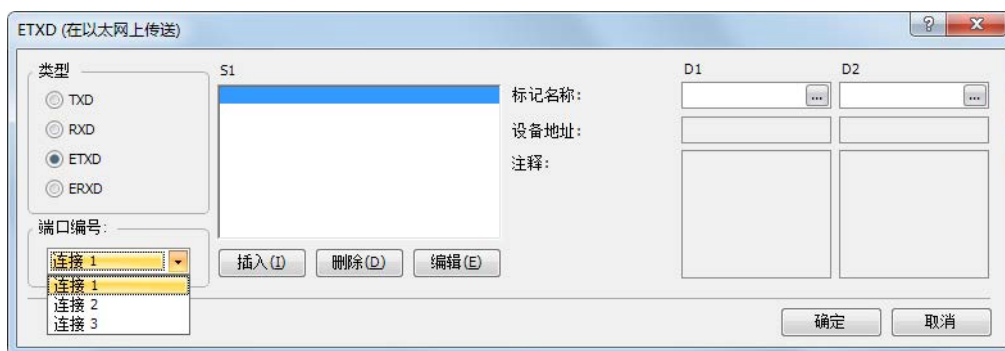 ETXD (在以太网上传送)
类型
TXD
RXD
ETXD
ERXD
端口编号:
连接 1
连接 1
连接 2
连接 3
S1
插入(I)
删除(D)
编辑(E)
D1
D2
标记名称:
...
...
设备地址:
注释:
确定
取消